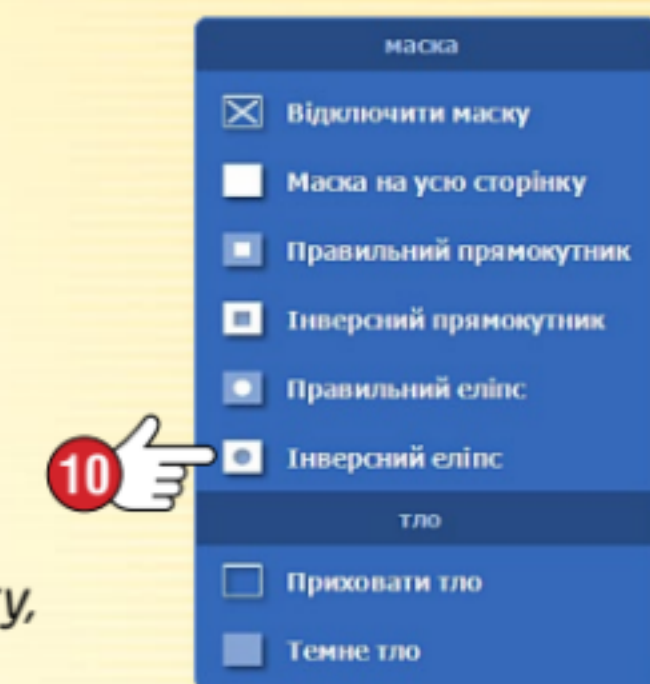 маска
Відключити маску
Маска на усю сторінку
Правильний прямокутник
Інверсний прямокутник
Правильний еліпс
10
Інверсний еліпс
тло
Приховати тло
у,
Темне тло